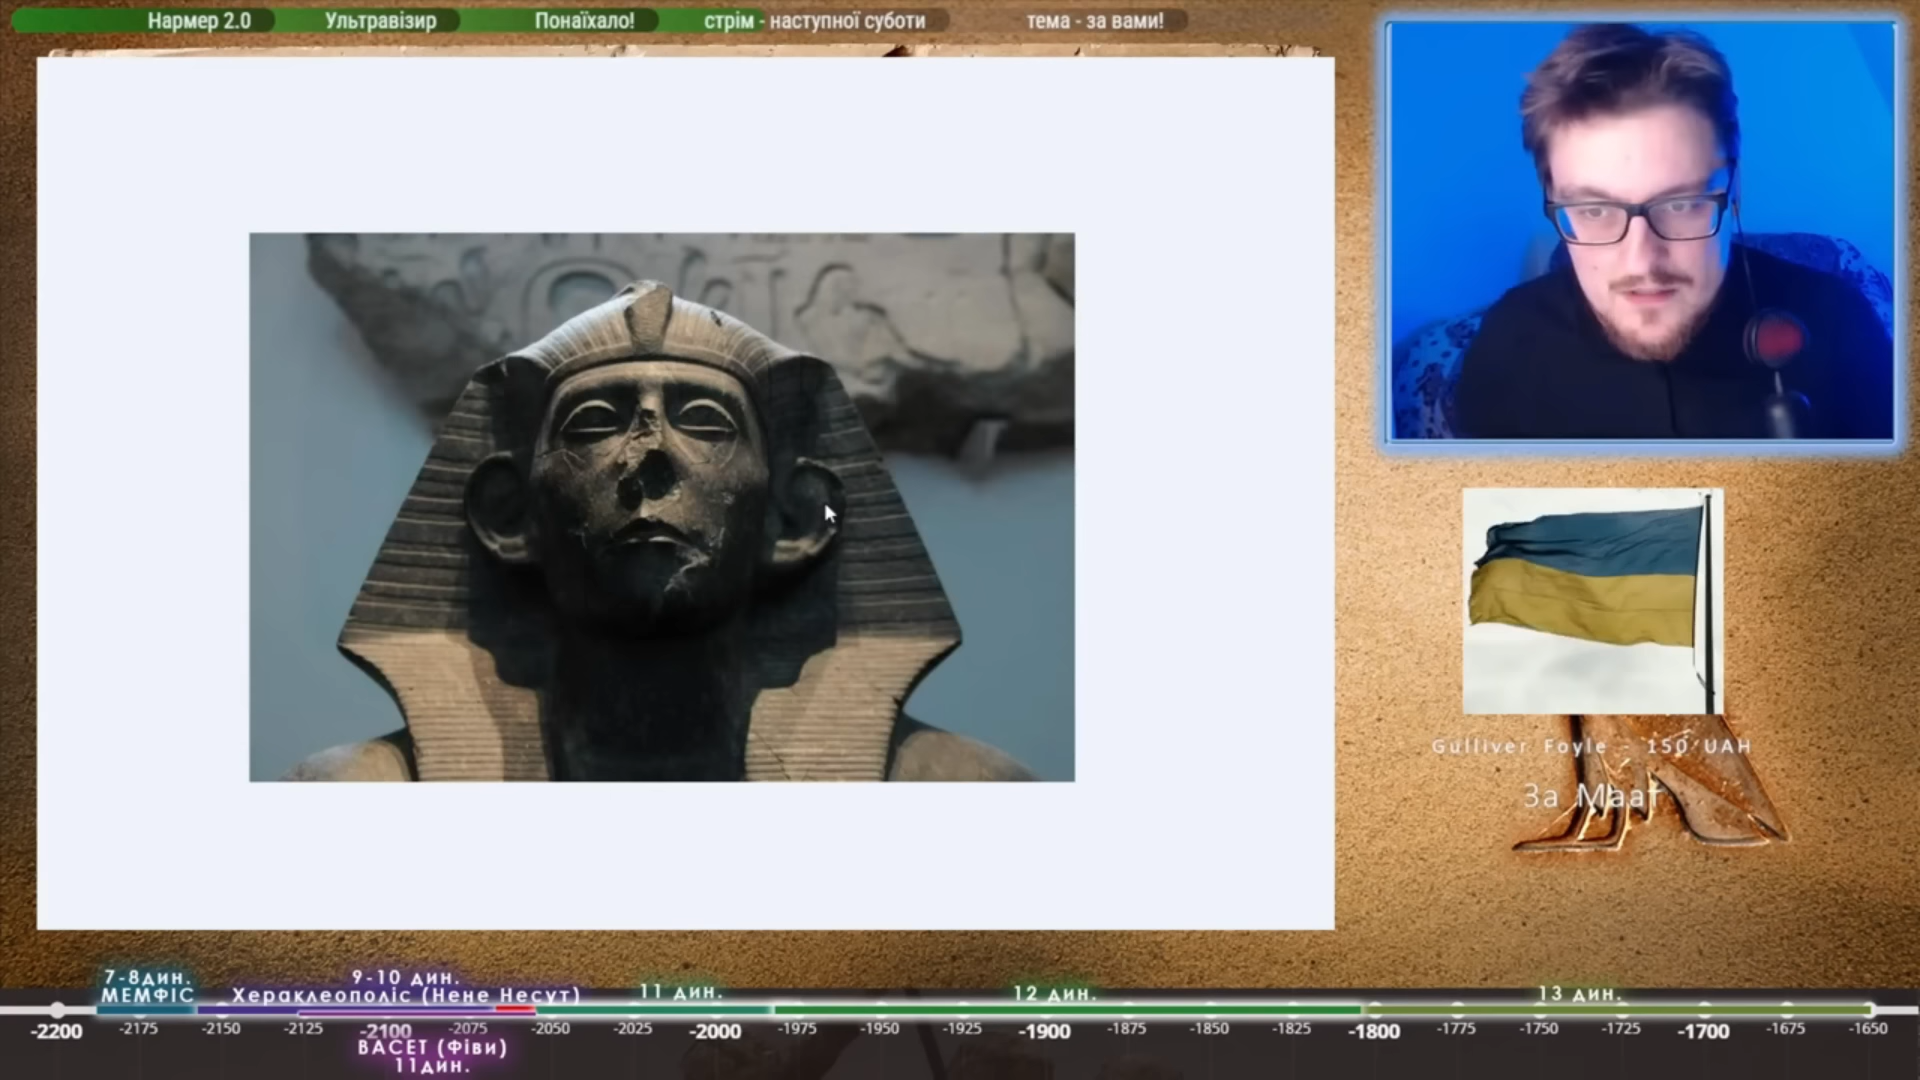 Нармер 2.0
Ультравізир
Понаїхало!
стрім - наступної суботи
тема - за вами!
Gulliver Foyle - 150 UAH
За Маат
7-8дин.
МЕМФІС
9-10 дин.
Хераклеополіс (Нене Несут)
11 дин.
12 дин.
13 дин.
-2200 -2175 -2150 -2125 -2100 -2075 -2050 -2025 -2000 -1975 -1950 -1925 -1900 -1875 -1850 -1825 -1800 -1775 -1750 -1725 -1700 -1675 -1650
ВАСЕТ (Фіви)
11дин.